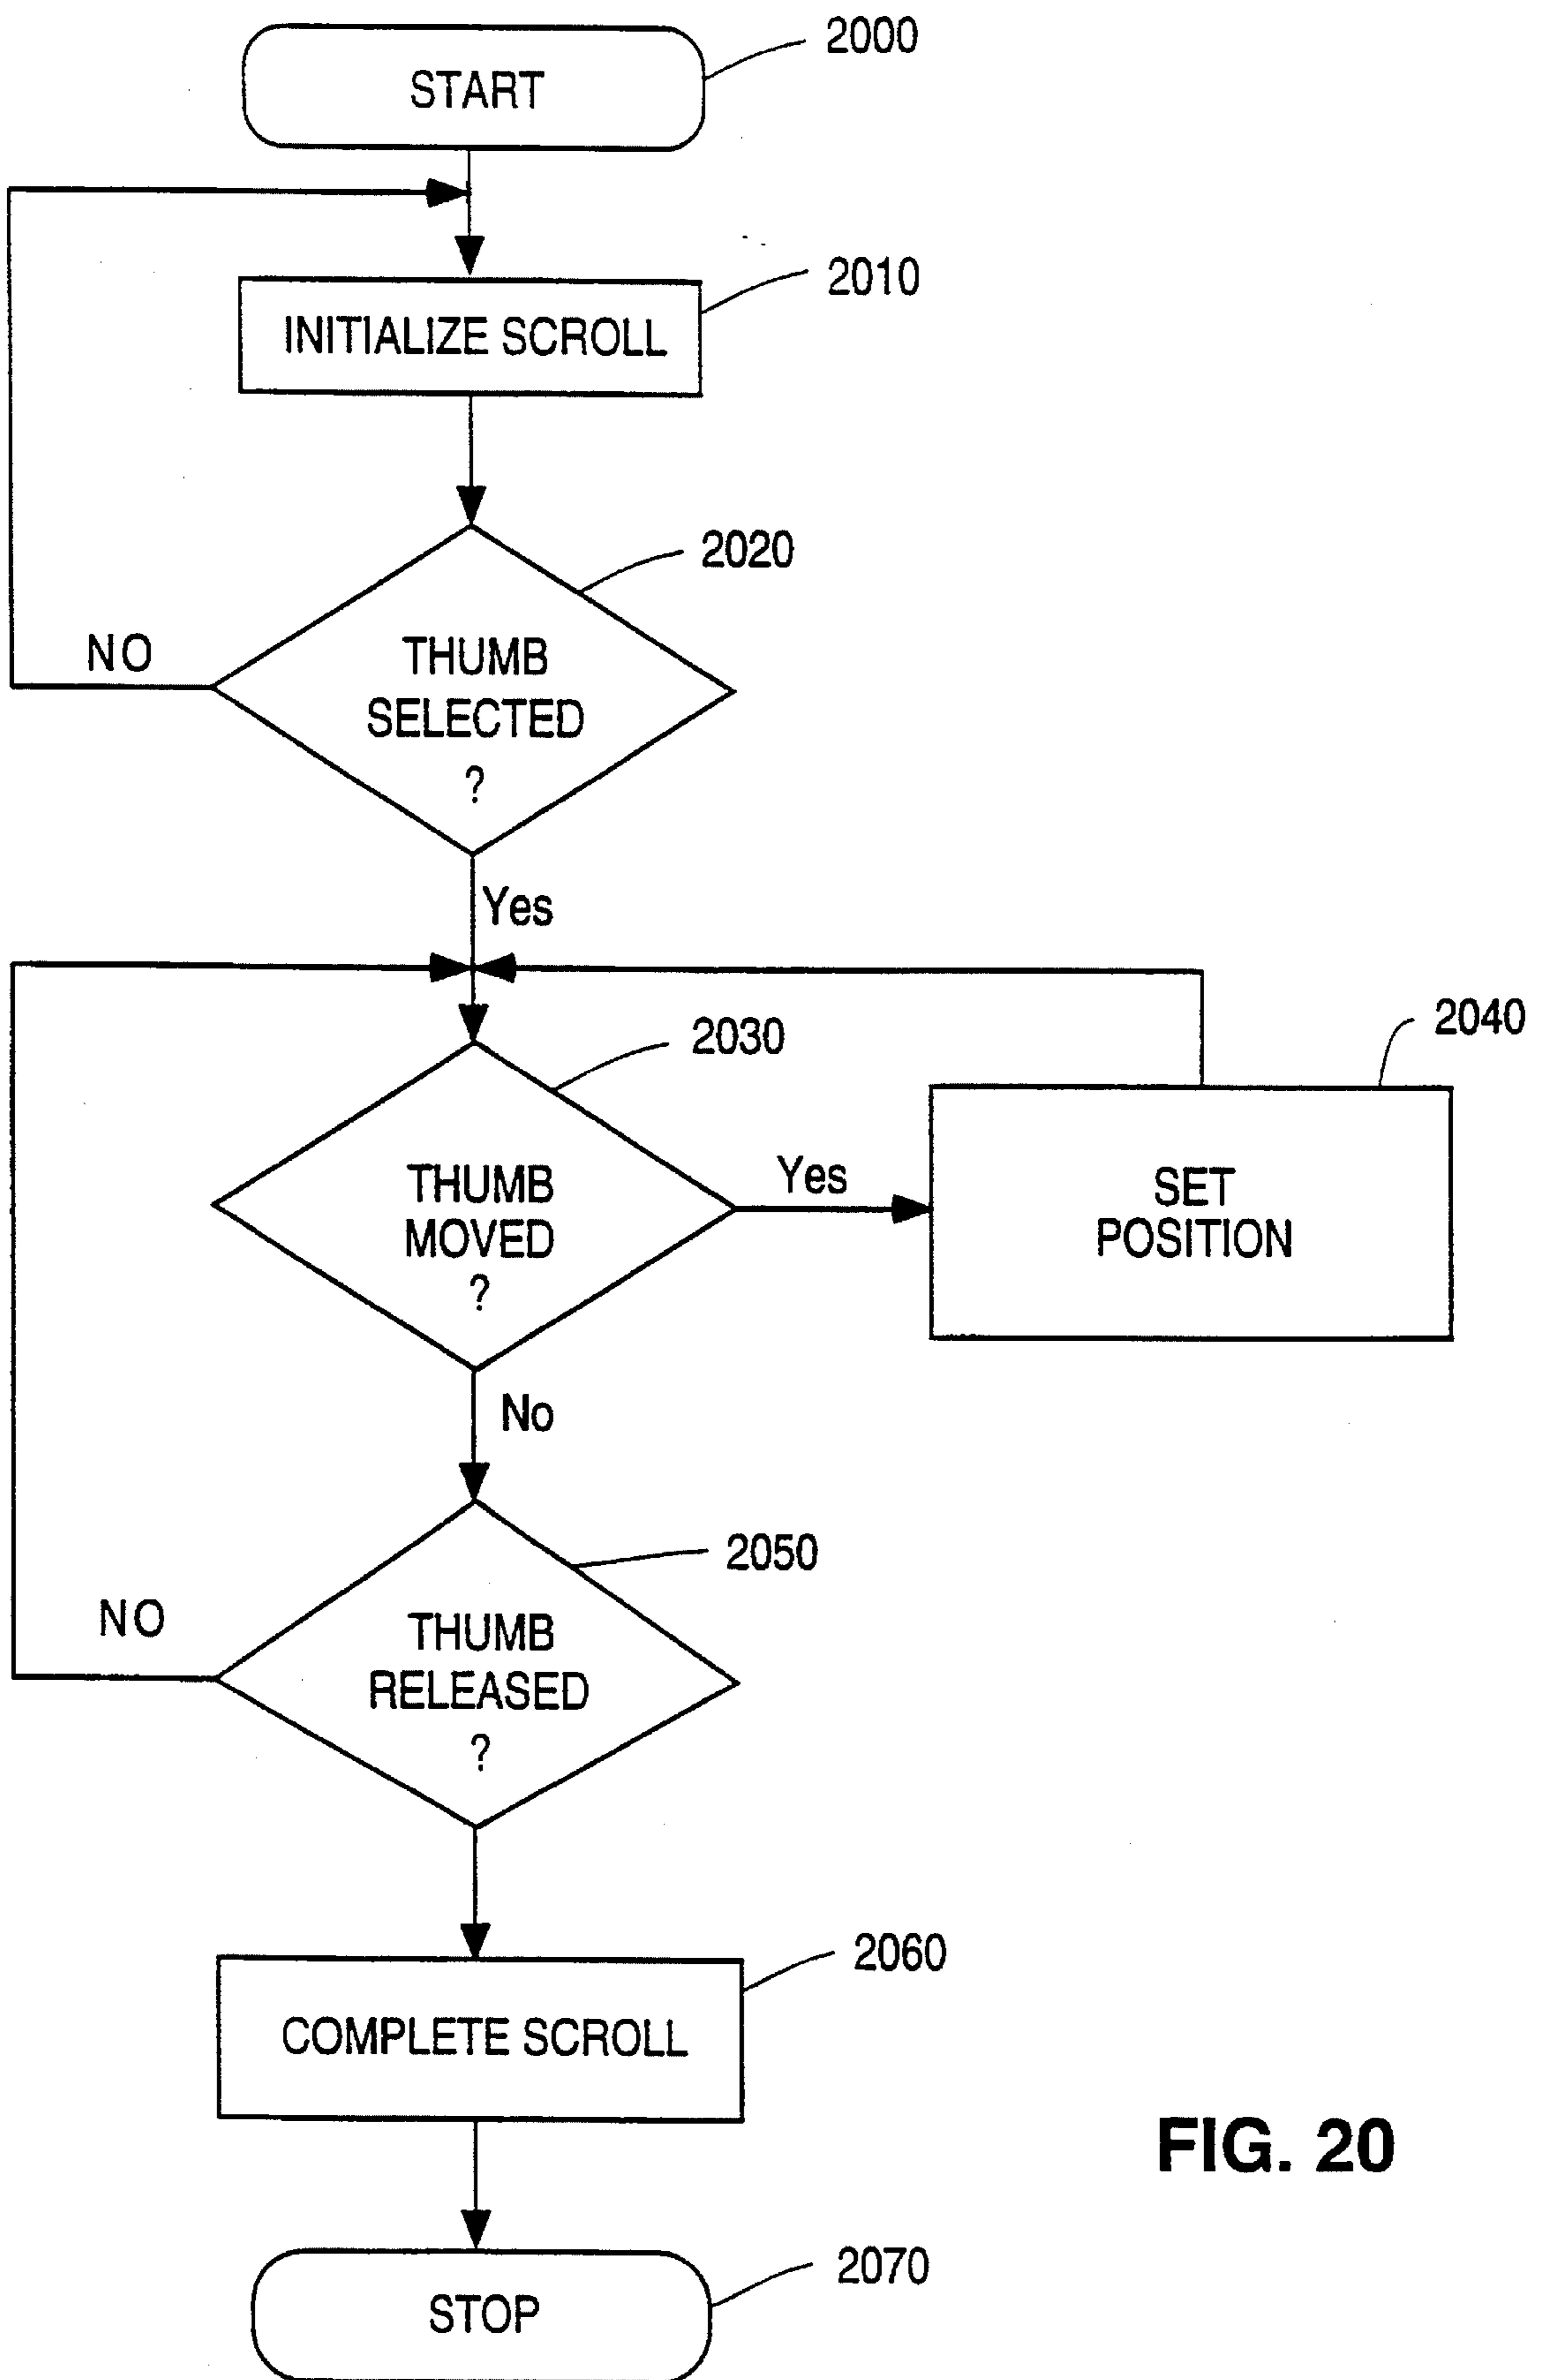 2000
START
2010
INITIALIZE SCROLL
2020
NO
THUMB
SELECTED
?
Yes
2030
2040
THUMB
MOVED
?
Yes
SET
POSITION
No
2050
NO
THUMB
RELEASED
?
2060
COMPLETE SCROLL
FIG. 20
2070
STOP